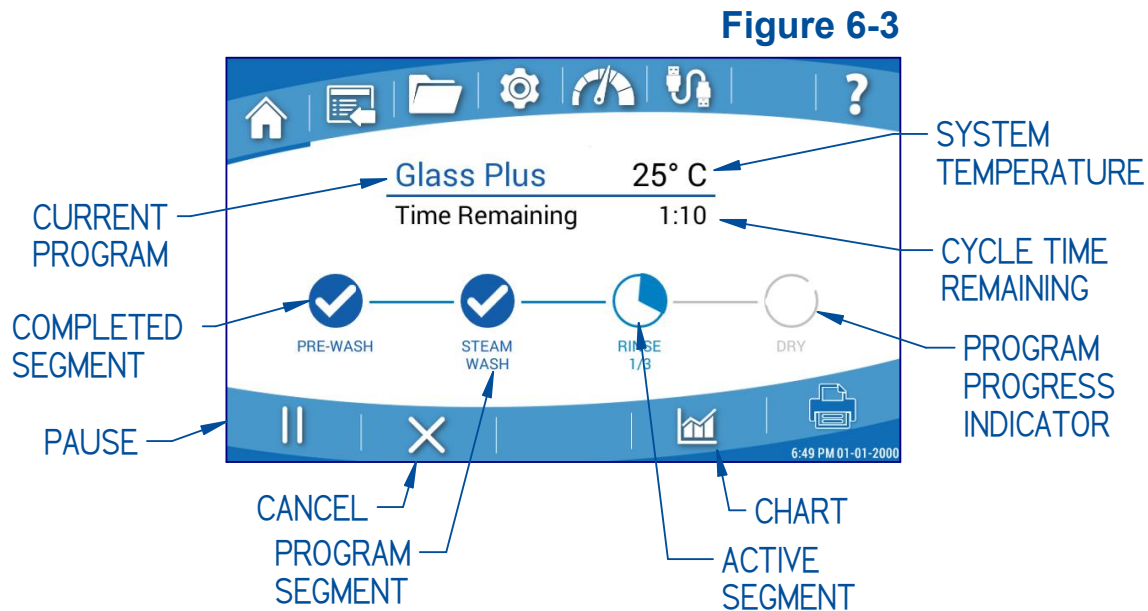 Figure 6-3
?
Glass Plus 25° C
Time Remaining 1:10
SYSTEM
TEMPERATURE
CURRENT
PROGRAM
CYCLE TIME
REMAINING
COMPLETED
SEGMENT
PRE-WASH
STEAM
WASH
RINSE
1/3
DRY
PROGRAM
PROGRESS
INDICATOR
PAUSE
6:49 PM 01-01-2000
CANCEL
CHART
PROGRAM
SEGMENT
ACTIVE
SEGMENT